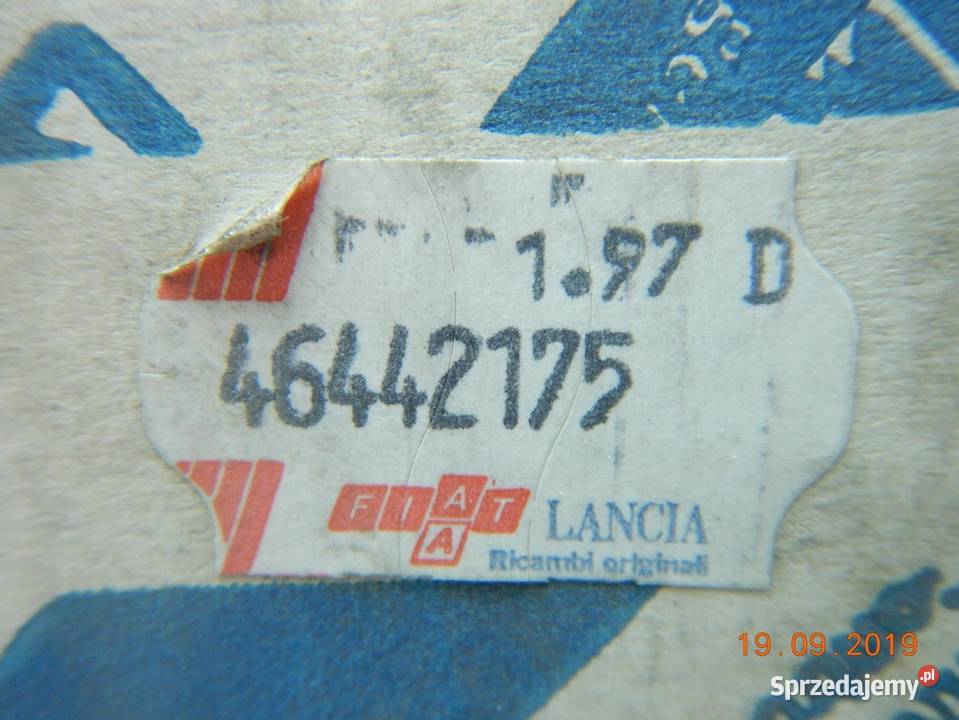 1.97 D
46442175
FIAT
A
LANCIA
Ricambi originali
19.09.2019
Sprzedajemy.pl